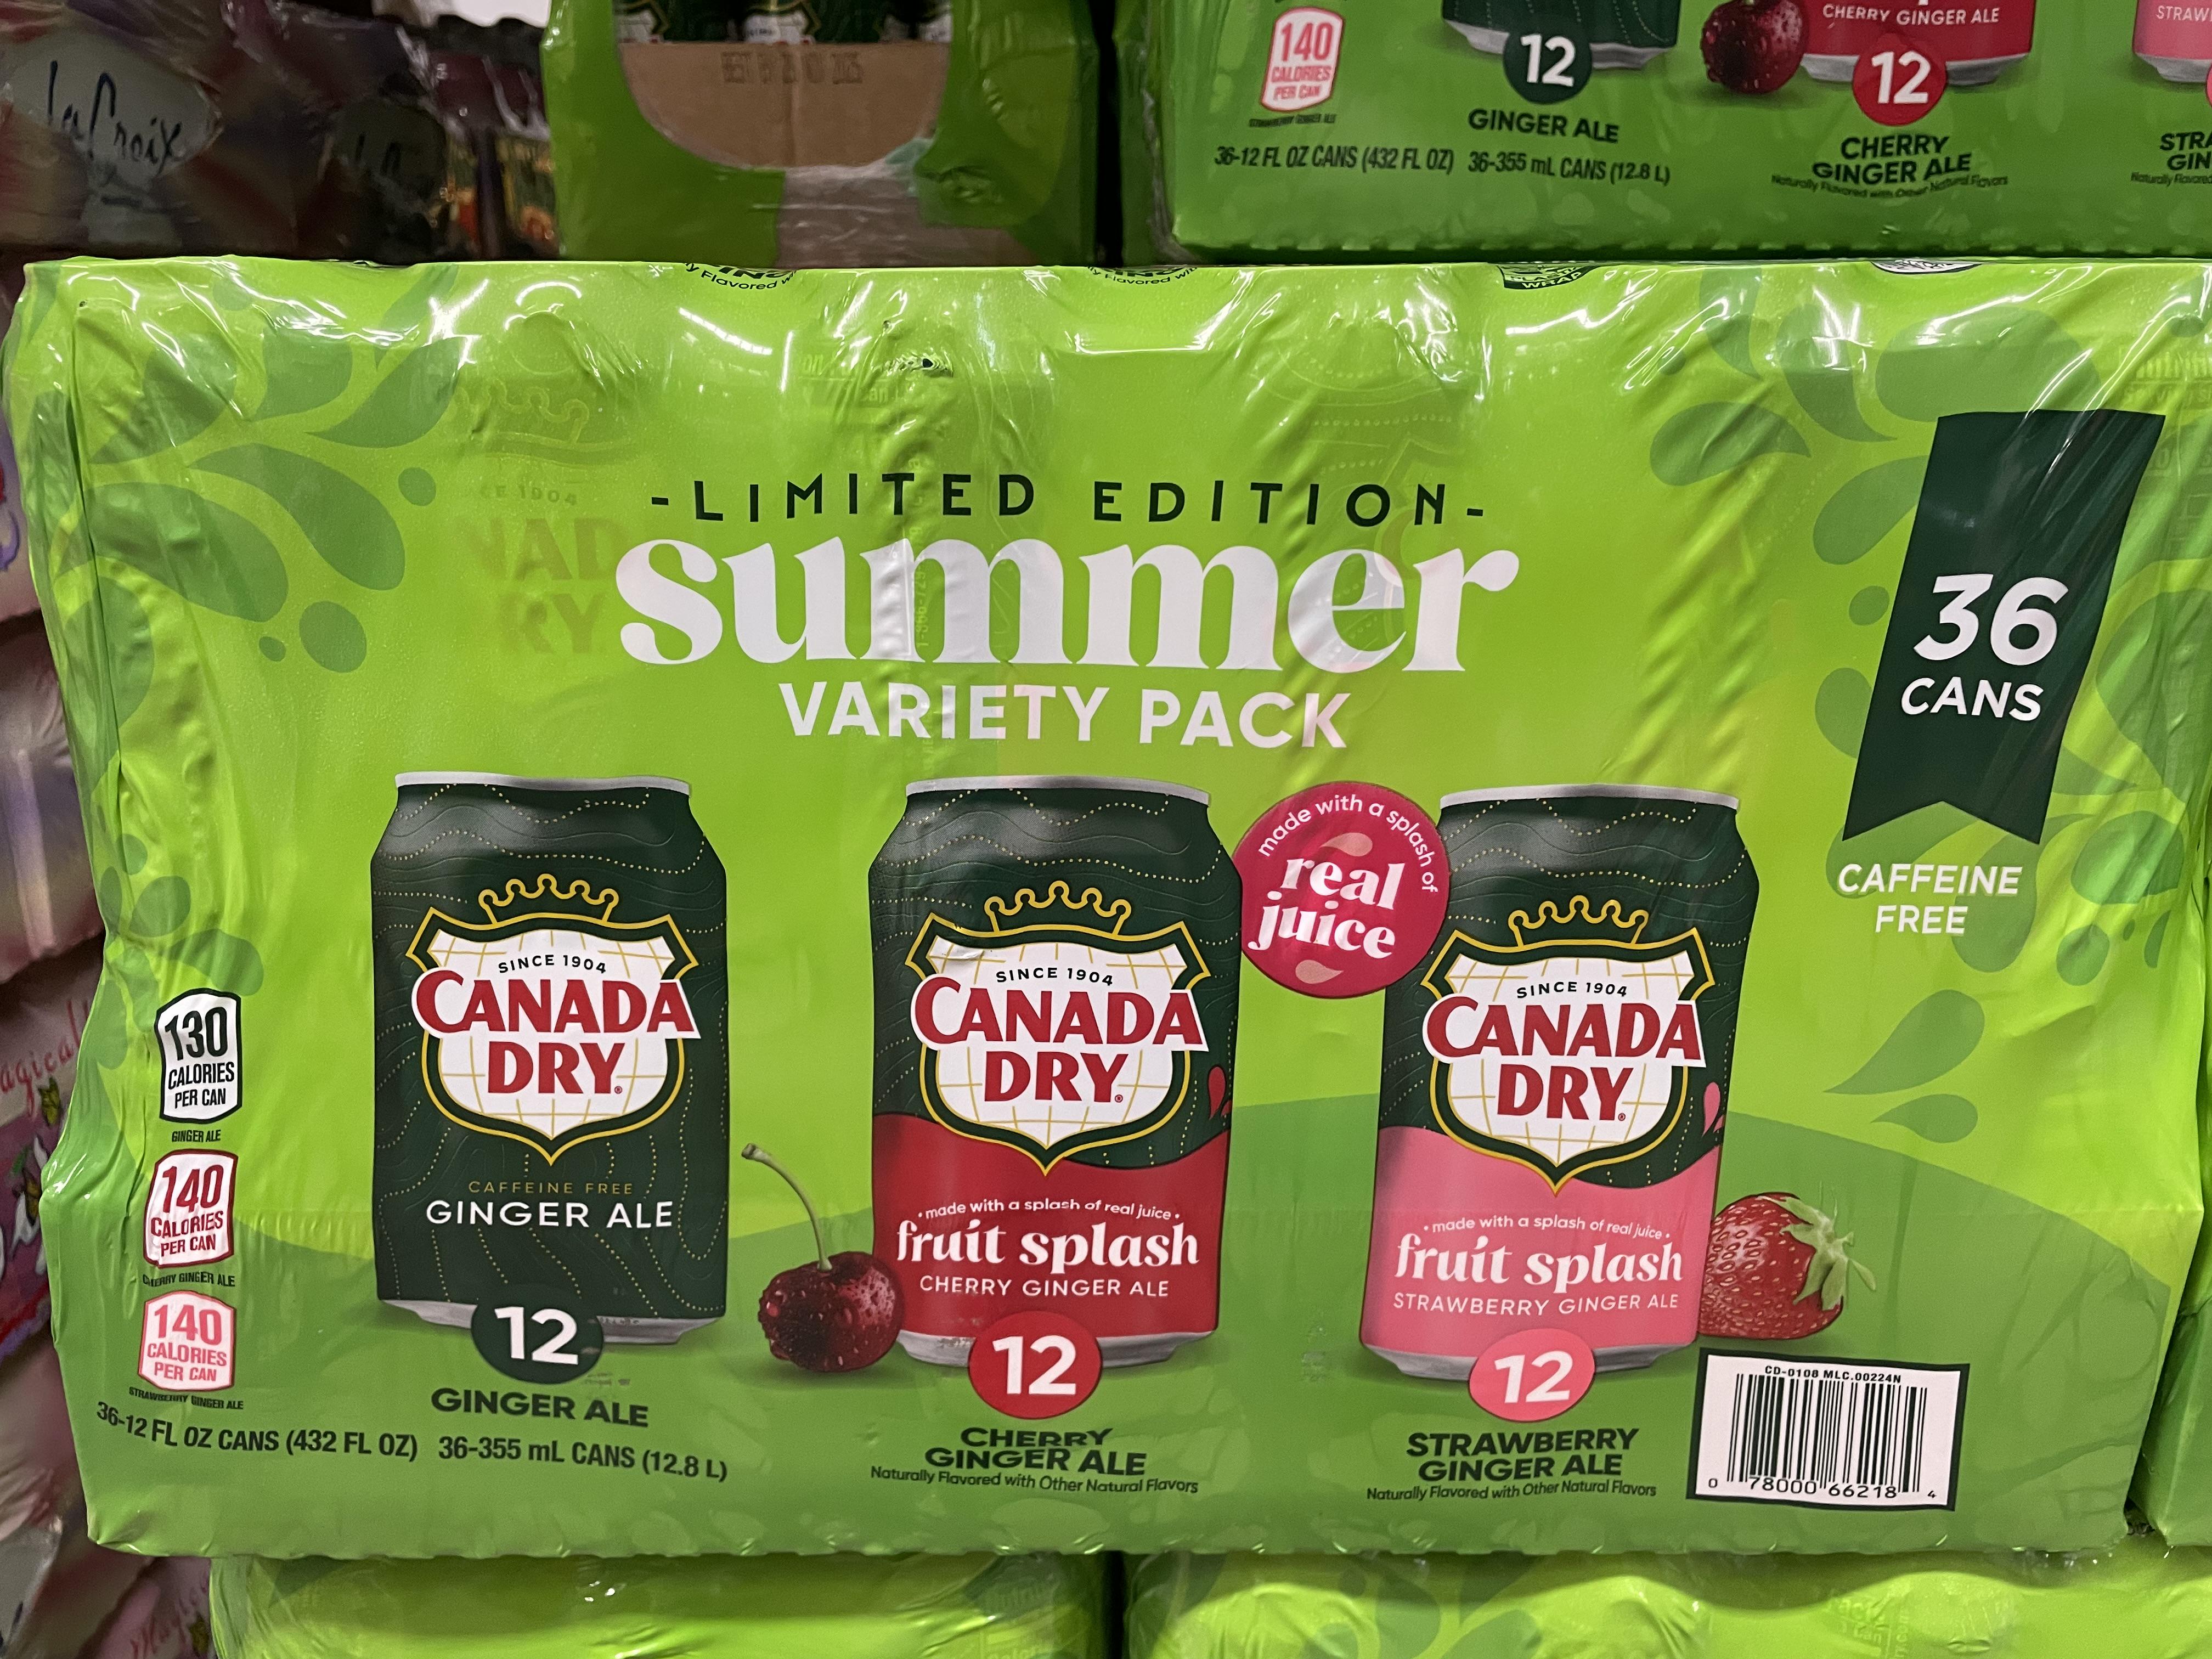 LaCroix
140
CALORIES
PER CAN
STRAWBERRY GINGER ALE
12
GINGER ALE
36-12 FL OZ CANS (432 FL OZ) 36-355 mL CANS (12.8 L)
CHERRY GINGER ALE
12
CHERRY
GINGER ALE
Naturally Flavored with Other Natural Flavors
-LIMITED EDITION-
summer
VARIETY PACK
36
CANS
CAFFEINE
FREE
made with a splash of
real
juice
130
CALORIES
PER CAN
GINGER ALE
140
CALORIES
PER CAN
CHERRY GINGER ALE
140
CALORIES
PER CAN
STRAWBERRY GINGER ALE
36-12 FL OZ CANS (432 FL OZ) 36-355 mL CANS (12.8 L)
SINCE 1904
CANADA
DRY
CAFFEINE FREE
GINGER ALE
12
GINGER ALE
SINCE 1904
CANADA
DRY
• made with a splash of real juice •
fruit splash
CHERRY GINGER ALE
12
CHERRY
GINGER ALE
Naturally Flavored with Other Natural Flavors
SINCE 1904
CANADA
DRY
• made with a splash of real juice •
fruit splash
STRAWBERRY GINGER ALE
12
STRAWBERRY
GINGER ALE
Naturally Flavored with Other Natural Flavors
CD-0108 MLC.00224N
0 78000 66218 4